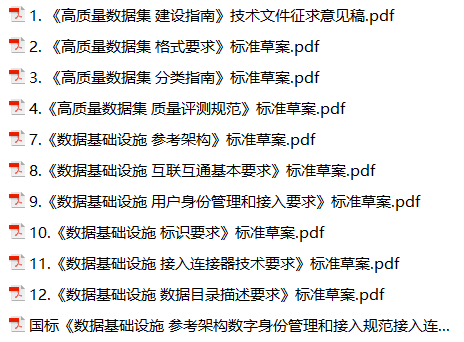 1. 《高质量数据集 建设指南》技术文件征求意见稿.pdf
2. 《高质量数据集 格式要求》标准草案.pdf
3. 《高质量数据集 分类指南》标准草案.pdf
4.《高质量数据集 质量评测规范》标准草案.pdf
7.《数据基础设施 参考架构》标准草案.pdf
8.《数据基础设施 互联互通基本要求》标准草案.pdf
9.《数据基础设施 用户身份管理和接入要求》标准草案.pdf
10.《数据基础设施 标识要求》标准草案.pdf
11.《数据基础设施 接入连接器技术要求》标准草案.pdf
12.《数据基础设施 数据目录描述要求》标准草案.pdf
国标《数据基础设施 参考架构数字身份管理和接入规范接入连...